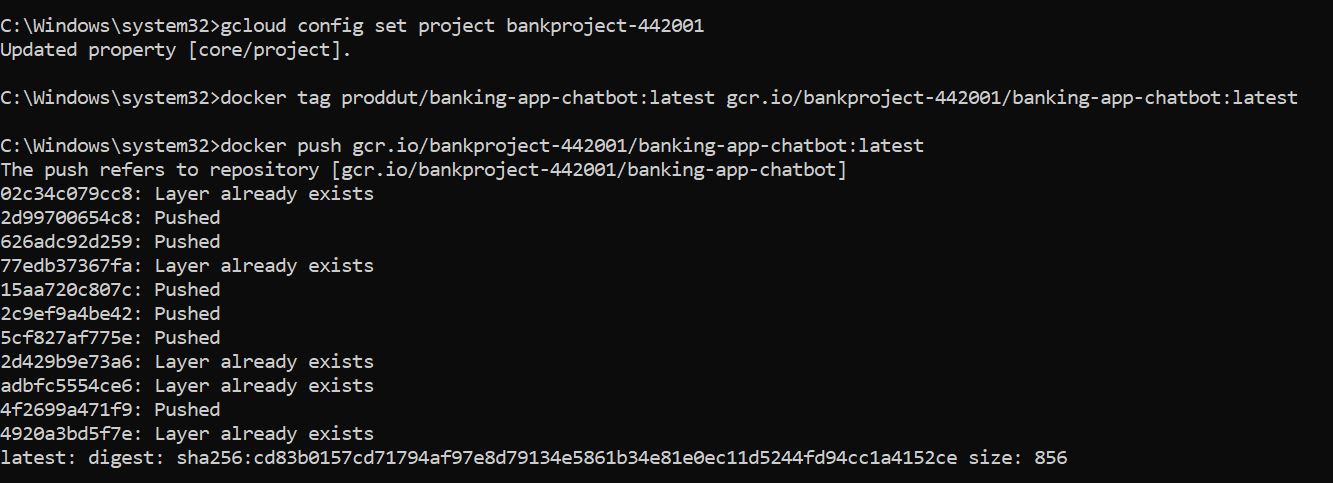 C:\Windows\system32>gcloud config set project bankproject-442001
Updated property [core/project].
C:\Windows\system32>docker tag proddut/banking-app-chatbot:latest gcr.io/bankproject-442001/banking-app-chatbot:latest
C:\Windows\system32>docker push gcr.io/bankproject-442001/banking-app-chatbot:latest
The push refers to repository [gcr.io/bankproject-442001/banking-app-chatbot]
02c34c079cc8: Layer already exists
2d99700654c8: Pushed
626adc92d259: Pushed
77edb37367fa: Layer already exists
15aa720c807c: Pushed
2c9ef9a4be42: Pushed
5cf827af775e: Pushed
2d429b9e73a6: Layer already exists
adbfc5554ce6: Layer already exists
4f2699a471f9: Pushed
4920a3bd5f7e: Layer already exists
latest: digest: sha256:cd83b0157cd71794af97e8d79134e5861b34e81e0ec11d5244fd94cc1a4152ce size: 856